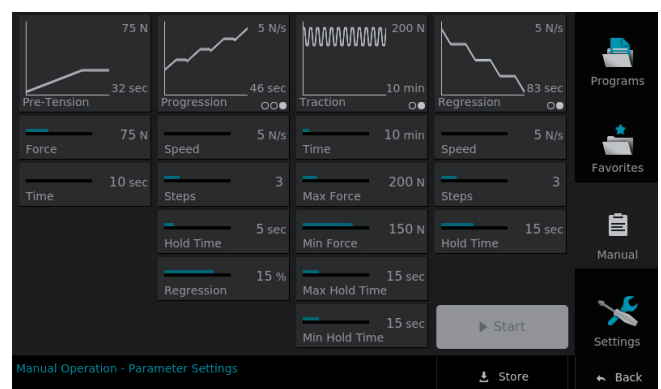 75 N
32 sec
Pre-Tension
5 N/s
46 sec
Progression
200 N
10 min
Traction
5 N/s
83 sec
Regression
Programs
75 N
Force
5 N/s
Speed
10 min
Time
5 N/s
Speed
Favorites
10 sec
Time
3
Steps
200 N
Max Force
3
Steps
5 sec
Hold Time
150 N
Min Force
15 sec
Hold Time
Manual
15 %
Regression
15 sec
Max Hold Time
15 sec
Min Hold Time
Start
Settings
Manual Operation - Parameter Settings
Store
Back